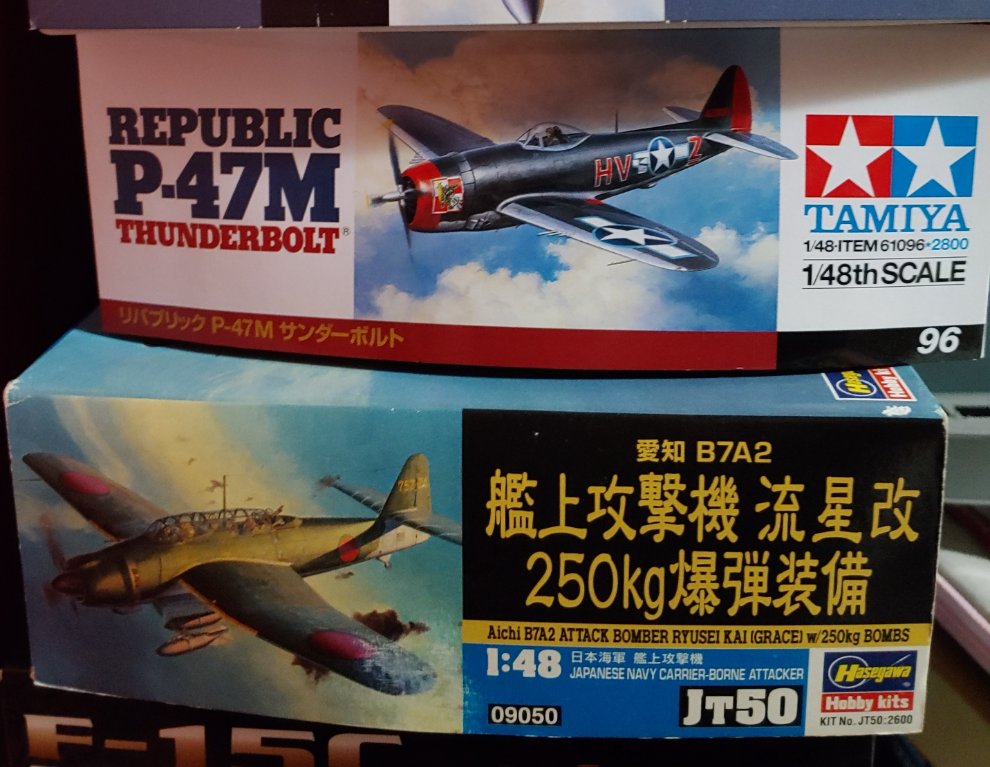 REPUBLIC
P-47M
THUNDERBOLT®
HV
Z
TAMIYA
1/48·ITEM 61096★2800
1/48th SCALE
リパブリック P-47M サンダーボルト
96
Hasegawa
Hobby kits
愛知 B7A2
艦上攻撃機 流星改
250kg爆弾装備
Aichi B7A2 ATTACK BOMBER RYUSEI KAI (GRACE) w/250kg BOMBS
1:48
日本海軍 艦上攻撃機
JAPANESE NAVY CARRIER-BORNE ATTACKER
09050
JT50
Hasegawa
Hobby kits
KIT No. JT50:2600
F-15C